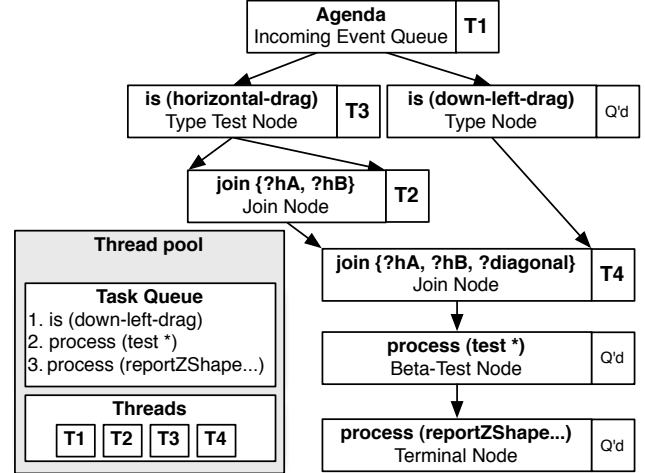 Agenda
Incoming Event Queue
T1
is (horizontal-drag)
Type Test Node
T3
is (down-left-drag)
Type Node
Q'd
join {?hA, ?hB}
Join Node
T2
join {?hA, ?hB, ?diagonal}
Join Node
T4
process (test *)
Beta-Test Node
Q'd
process (reportZShape...)
Terminal Node
Q'd
Thread pool
Task Queue
1. is (down-left-drag)
2. process (test *)
3. process (reportZShape...)
Threads
T1 T2 T3 T4